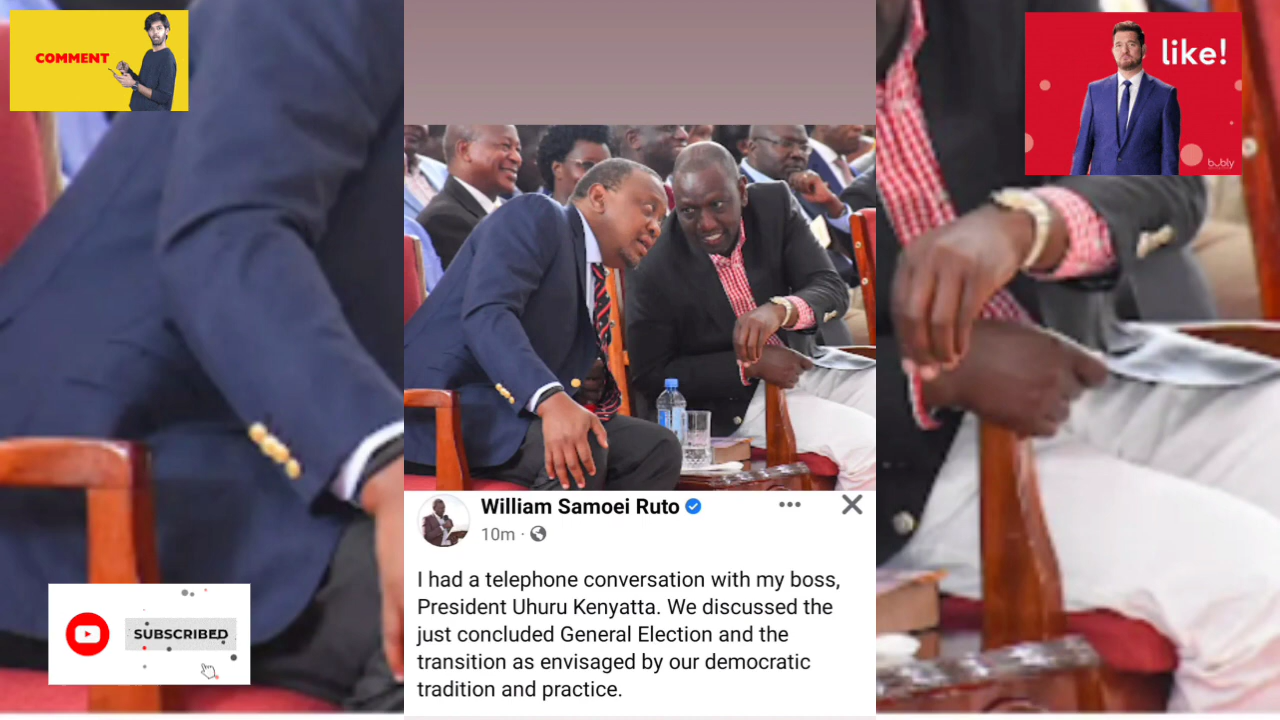 COMMENT
like!
bubly
William Samoei Ruto
10m ·
I had a telephone conversation with my boss,
President Uhuru Kenyatta. We discussed the
just concluded General Election and the
transition as envisaged by our democratic
tradition and practice.
SUBSCRIBED